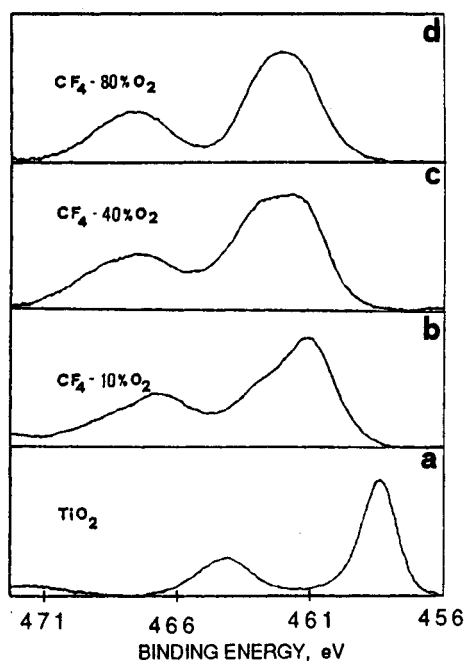 d
CF₄-80%O₂
c
CF₄-40%O₂
b
CF₄-10%O₂
a
TiO₂
471 466 461 456
BINDING ENERGY, eV